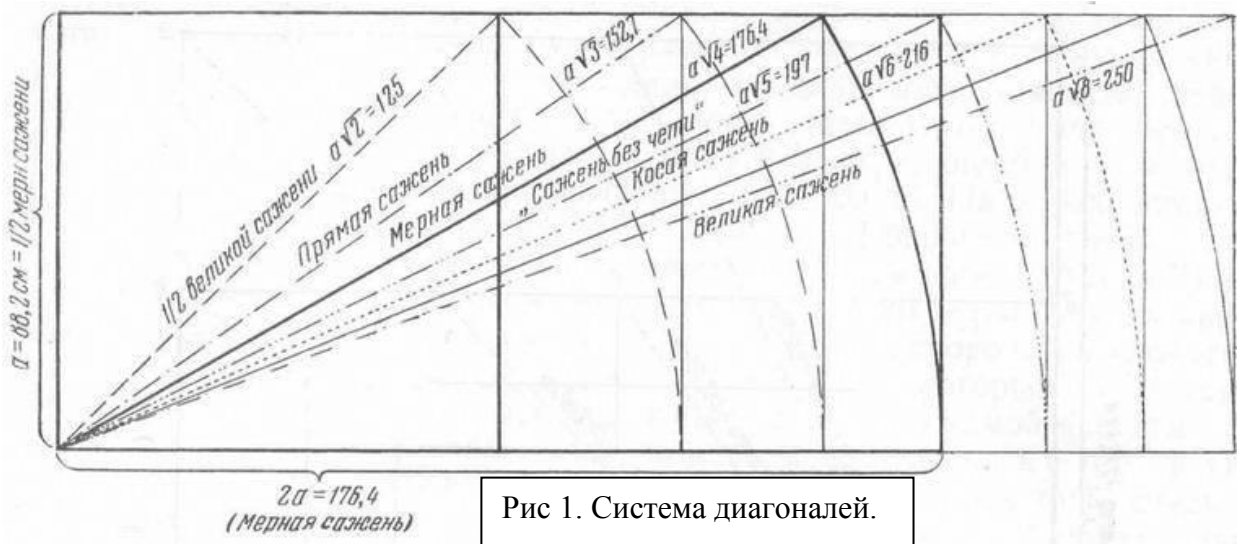 a = 88,2 см = 1/2 мерн сажени
1/2 великой сажени a√2 = 125
Прямая сажень a√3=152,7
Мерная сажень a√4=176,4
„Сажень без чети“ a√5=197
Косая сажень a√6=216
Великая сажень a√8=250
2a = 176,4
(мерная сажень)
Рис 1. Система диагоналей.